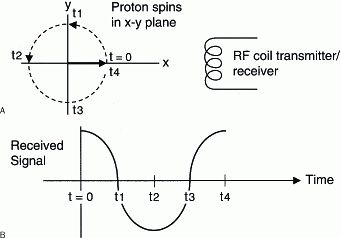 y
t1
Proton spins
in x-y plane
t2
t = 0
t4
x
t3
A
RF coil transmitter/
receiver
Received
Signal
Time
t = 0
t1
t2
t3
t4
B